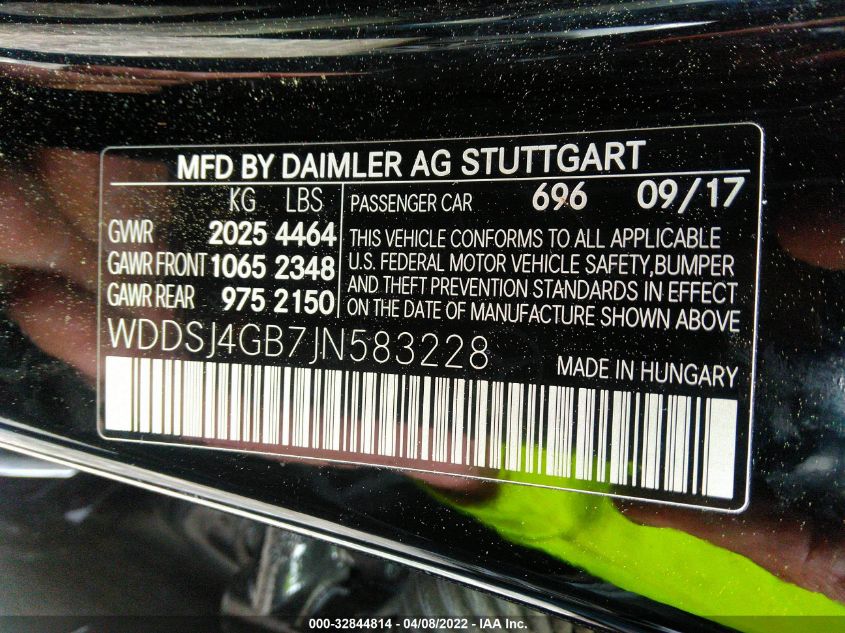 MFD BY DAIMLER AG STUTTGART
KG LBS
GVWR 2025 4464
GAWR FRONT 1065 2348
GAWR REAR 975 2150
PASSENGER CAR 696 09/17
THIS VEHICLE CONFORMS TO ALL APPLICABLE
U.S. FEDERAL MOTOR VEHICLE SAFETY,BUMPER
AND THEFT PREVENTION STANDARDS IN EFFECT
ON THE DATE OF MANUFACTURE SHOWN ABOVE.
WDDSJ4GB7JN583228
MADE IN HUNGARY
000-32844814 - 04/08/2022 - IAA Inc.